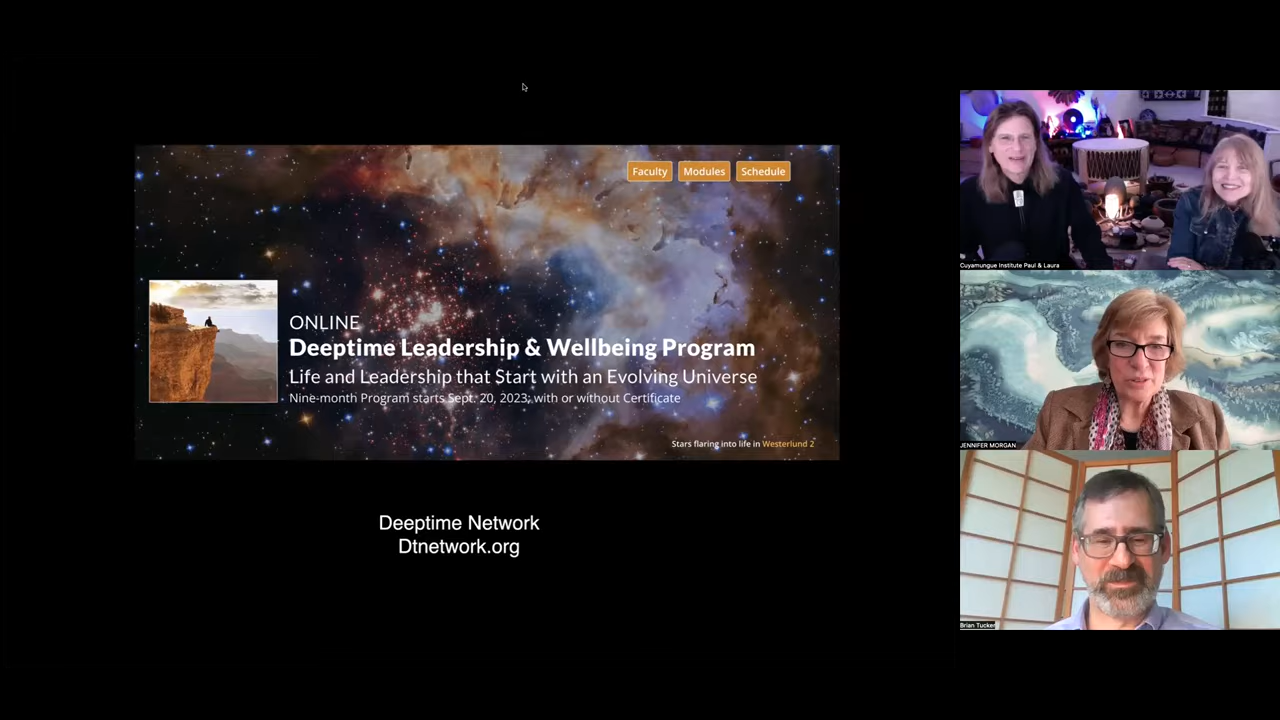 Faculty
Modules
Schedule
ONLINE
Deeptime Leadership & Wellbeing Program
Life and Leadership that Start with an Evolving Universe
Nine-month Program starts Sept. 20, 2023; with or without Certificate
Stars flaring into life in Westerlund 2
Deeptime Network
Dtnetwork.org
Cuyamungue Institute Paul & Laura
JENNIFER MORGAN
Brian Tucker